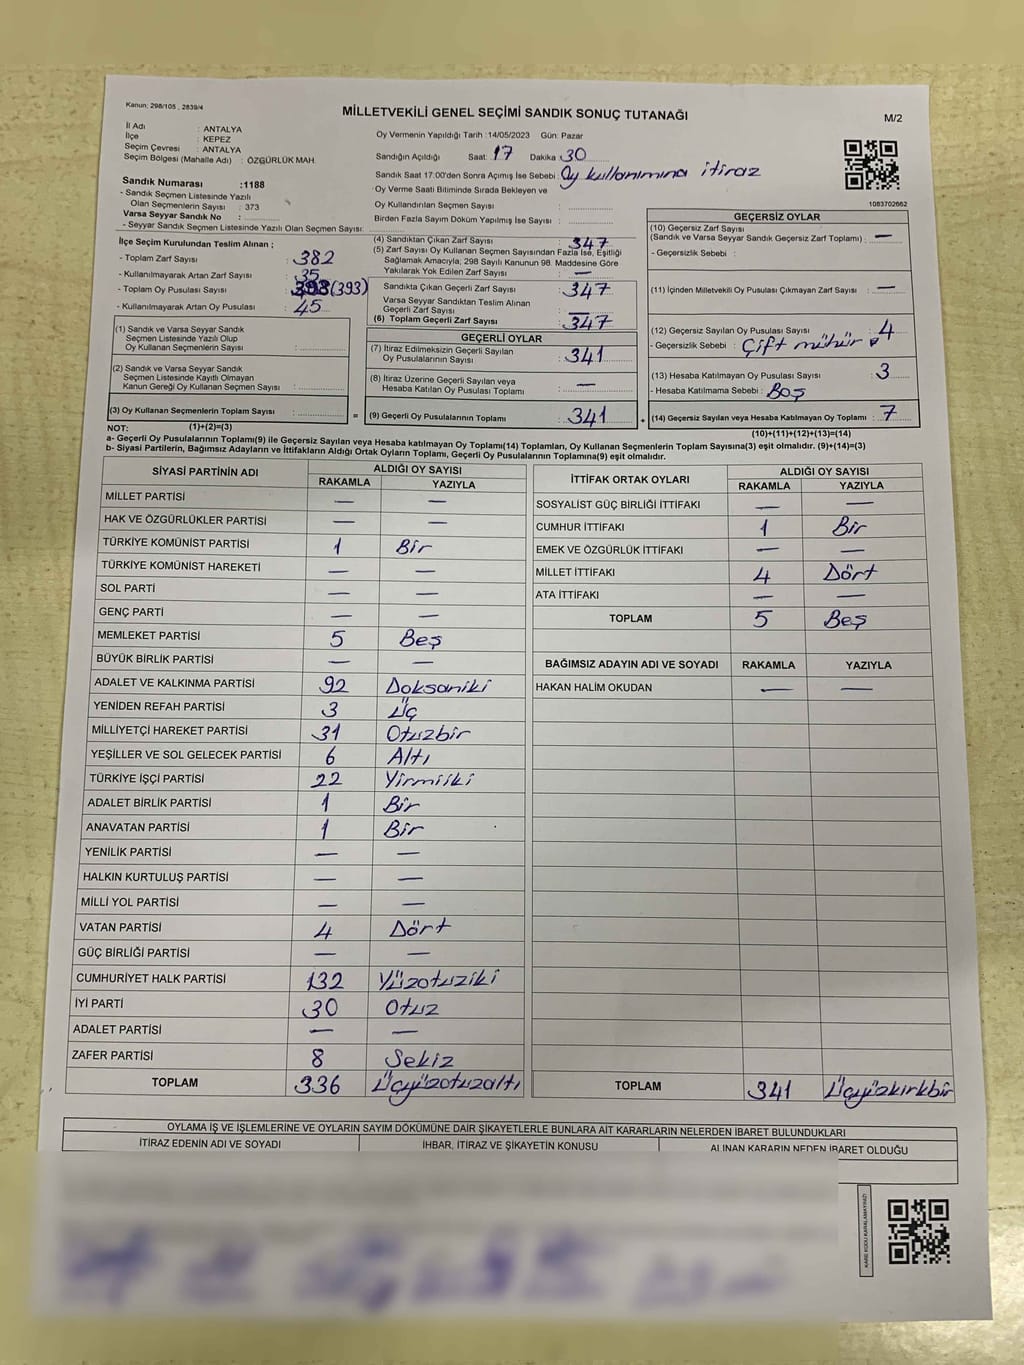 Kanun: 298/105 , 2839/4
MİLLETVEKİLİ GENEL SEÇİMİ SANDIK SONUÇ TUTANAĞI
M/2
İl Adı : ANTALYA
İlçe : KEPEZ
Seçim Çevresi : ANTALYA
Seçim Bölgesi (Mahalle Adı) : ÖZGÜRLÜK MAH.
Sandık Numarası :1188
- Sandık Seçmen Listesinde Yazılı
Olan Seçmenlerin Sayısı : 373
Varsa Seyyar Sandık No :
- Seyyar Sandık Seçmen Listesinde Yazılı Olan Seçmen Sayısı:
Oy Vermenin Yapıldığı Tarih :14/05/2023 Gün: Pazar
Sandığın Açıldığı Saat: 17 Dakika :30
Sandık Saat 17:00'den Sonra Açılmış İse Sebebi : Oy kullanımına itiraz
Oy Verme Saati Bitiminde Sırada Bekleyen ve
Oy Kullandırılan Seçmen Sayısı :
Birden Fazla Sayım Döküm Yapılmış İse Sayısı :
1083702662
İlçe Seçim Kurulundan Teslim Alınan ;
- Toplam Zarf Sayısı : 382
- Kullanılmayarak Artan Zarf Sayısı : 35
- Toplam Oy Pusulası Sayısı : 393 (393)
- Kullanılmayarak Artan Oy Pusulası : 45
(1) Sandık ve Varsa Seyyar Sandık
Seçmen Listesinde Yazılı Olup
Oy Kullanan Seçmenlerin Sayısı :
(2) Sandık ve Varsa Seyyar Sandık
Seçmen Listesinde Kayıtlı Olmayan
Kanun Gereği Oy Kullanan Seçmen Sayısı :
(3) Oy Kullanan Seçmenlerin Toplam Sayısı :
(4) Sandıktan Çıkan Zarf Sayısı : 347
(5) Zarf Sayısı Oy Kullanan Seçmen Sayısından Fazla İse, Eşitliği
Sağlamak Amacıyla; 298 Sayılı Kanunun 98. Maddesine Göre
Yakılarak Yok Edilen Zarf Sayısı : —
Sandıkta Çıkan Geçerli Zarf Sayısı : 347
Varsa Seyyar Sandıktan Teslim Alınan
Geçerli Zarf Sayısı : —
(6) Toplam Geçerli Zarf Sayısı : 347
GEÇERLİ OYLAR
(7) İtiraz Edilmeksizin Geçerli Sayılan
Oy Pusulalarının Sayısı : 341
(8) İtiraz Üzerine Geçerli Sayılan veya
Hesaba Katılan Oy Pusulası Toplamı : —
= (9) Geçerli Oy Pusulalarının Toplamı : 341
GEÇERSİZ OYLAR
(10) Geçersiz Zarf Sayısı
(Sandık ve Varsa Seyyar Sandık Geçersiz Zarf Toplamı) : —
- Geçersizlik Sebebi :
(11) İçinden Milletvekili Oy Pusulası Çıkmayan Zarf Sayısı : —
(12) Geçersiz Sayılan Oy Pusulası Sayısı : 4
- Geçersizlik Sebebi : Çift mühür
(13) Hesaba Katılmayan Oy Pusulası Sayısı : 3
- Hesaba Katılmama Sebebi : Boş
+ (14) Geçersiz Sayılan veya Hesaba Katılmayan Oy Toplamı : 7
NOT: (1)+(2)=(3) (10)+(11)+(12)+(13)=(14)
a- Geçerli Oy Pusulalarının Toplamı(9) ile Geçersiz Sayılan veya Hesaba katılmayan Oy Toplamı(14) Toplamları, Oy Kullanan Seçmenlerin Toplam Sayısına(3) eşit olmalıdır. (9)+(14)=(3)
b- Siyasi Partilerin, Bağımsız Adayların ve İttifakların Aldığı Ortak Oyların Toplamı, Geçerli Oy Pusulalarının Toplamına(9) eşit olmalıdır.
SİYASİ PARTİNİN ADI ALDIĞI OY SAYISI
RAKAMLA YAZIYLA
MİLLET PARTİSİ — —
HAK VE ÖZGÜRLÜKLER PARTİSİ — —
TÜRKİYE KOMÜNİST PARTİSİ 1 Bir
TÜRKİYE KOMÜNİST HAREKETİ — —
SOL PARTİ — —
GENÇ PARTİ — —
MEMLEKET PARTİSİ 5 Beş
BÜYÜK BİRLİK PARTİSİ — —
ADALET VE KALKINMA PARTİSİ 92 Doksaniki
YENİDEN REFAH PARTİSİ 3 Üç
MİLLİYETÇİ HAREKET PARTİSİ 31 Otuzbir
YEŞİLLER VE SOL GELECEK PARTİSİ 6 Altı
TÜRKİYE İŞÇİ PARTİSİ 22 Yirmiiki
ADALET BİRLİK PARTİSİ 1 Bir
ANAVATAN PARTİSİ 1 Bir
YENİLİK PARTİSİ — —
HALKIN KURTULUŞ PARTİSİ — —
MİLLİ YOL PARTİSİ — —
VATAN PARTİSİ 4 Dört
GÜÇ BİRLİĞİ PARTİSİ — —
CUMHURİYET HALK PARTİSİ 132 Yüzotuziki
İYİ PARTİ 30 Otuz
ADALET PARTİSİ — —
ZAFER PARTİSİ 8 Sekiz
TOPLAM 336 Üçyüzotuzaltı
İTTİFAK ORTAK OYLARI ALDIĞI OY SAYISI
RAKAMLA YAZIYLA
SOSYALİST GÜÇ BİRLİĞİ İTTİFAKI — —
CUMHUR İTTİFAKI 1 Bir
EMEK VE ÖZGÜRLÜK İTTİFAKI — —
MİLLET İTTİFAKI 4 Dört
ATA İTTİFAKI — —
TOPLAM 5 Beş
BAĞIMSIZ ADAYIN ADI VE SOYADI RAKAMLA YAZIYLA
HAKAN HALİM OKUDAN — —
TOPLAM 341 Üçyüzkırkbir
OYLAMA İŞ VE İŞLEMLERİNE VE OYLARIN SAYIM DÖKÜMÜNE DAİR ŞİKAYETLERLE BUNLARA AİT KARARLARIN NELERDEN İBARET BULUNDUKLARI
İTİRAZ EDENİN ADI VE SOYADI İHBAR, İTİRAZ VE ŞİKAYETİN KONUSU ALINAN KARARIN NEDEN İBARET OLDUĞU
KARE KODU KARALAMAYINIZ!